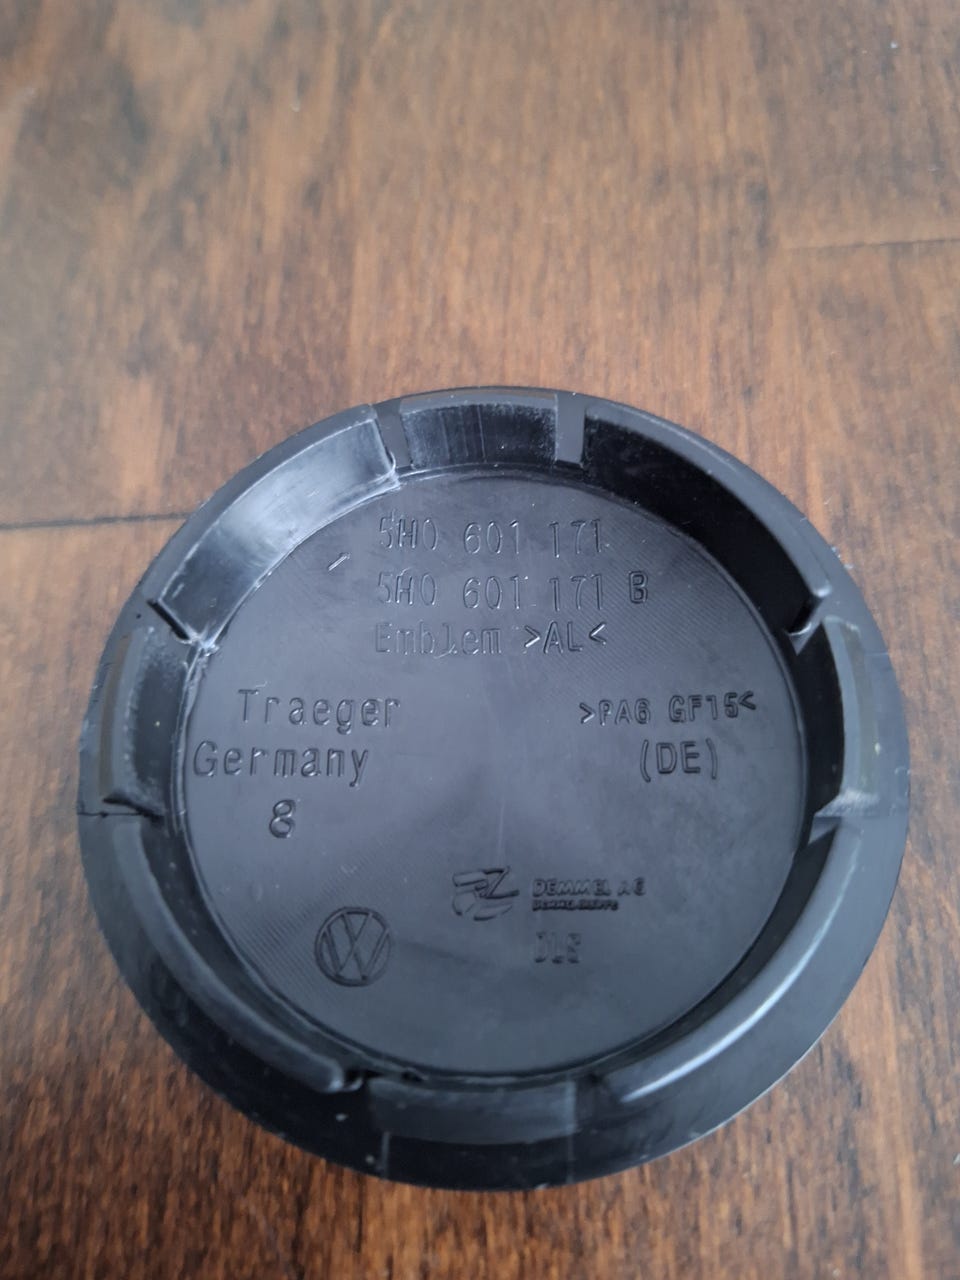 5H0 601 171
5H0 601 171 B
Emblem >AL<
Traeger
Germany
8
>PA6 GF15<
(DE)
DEMMEL AG